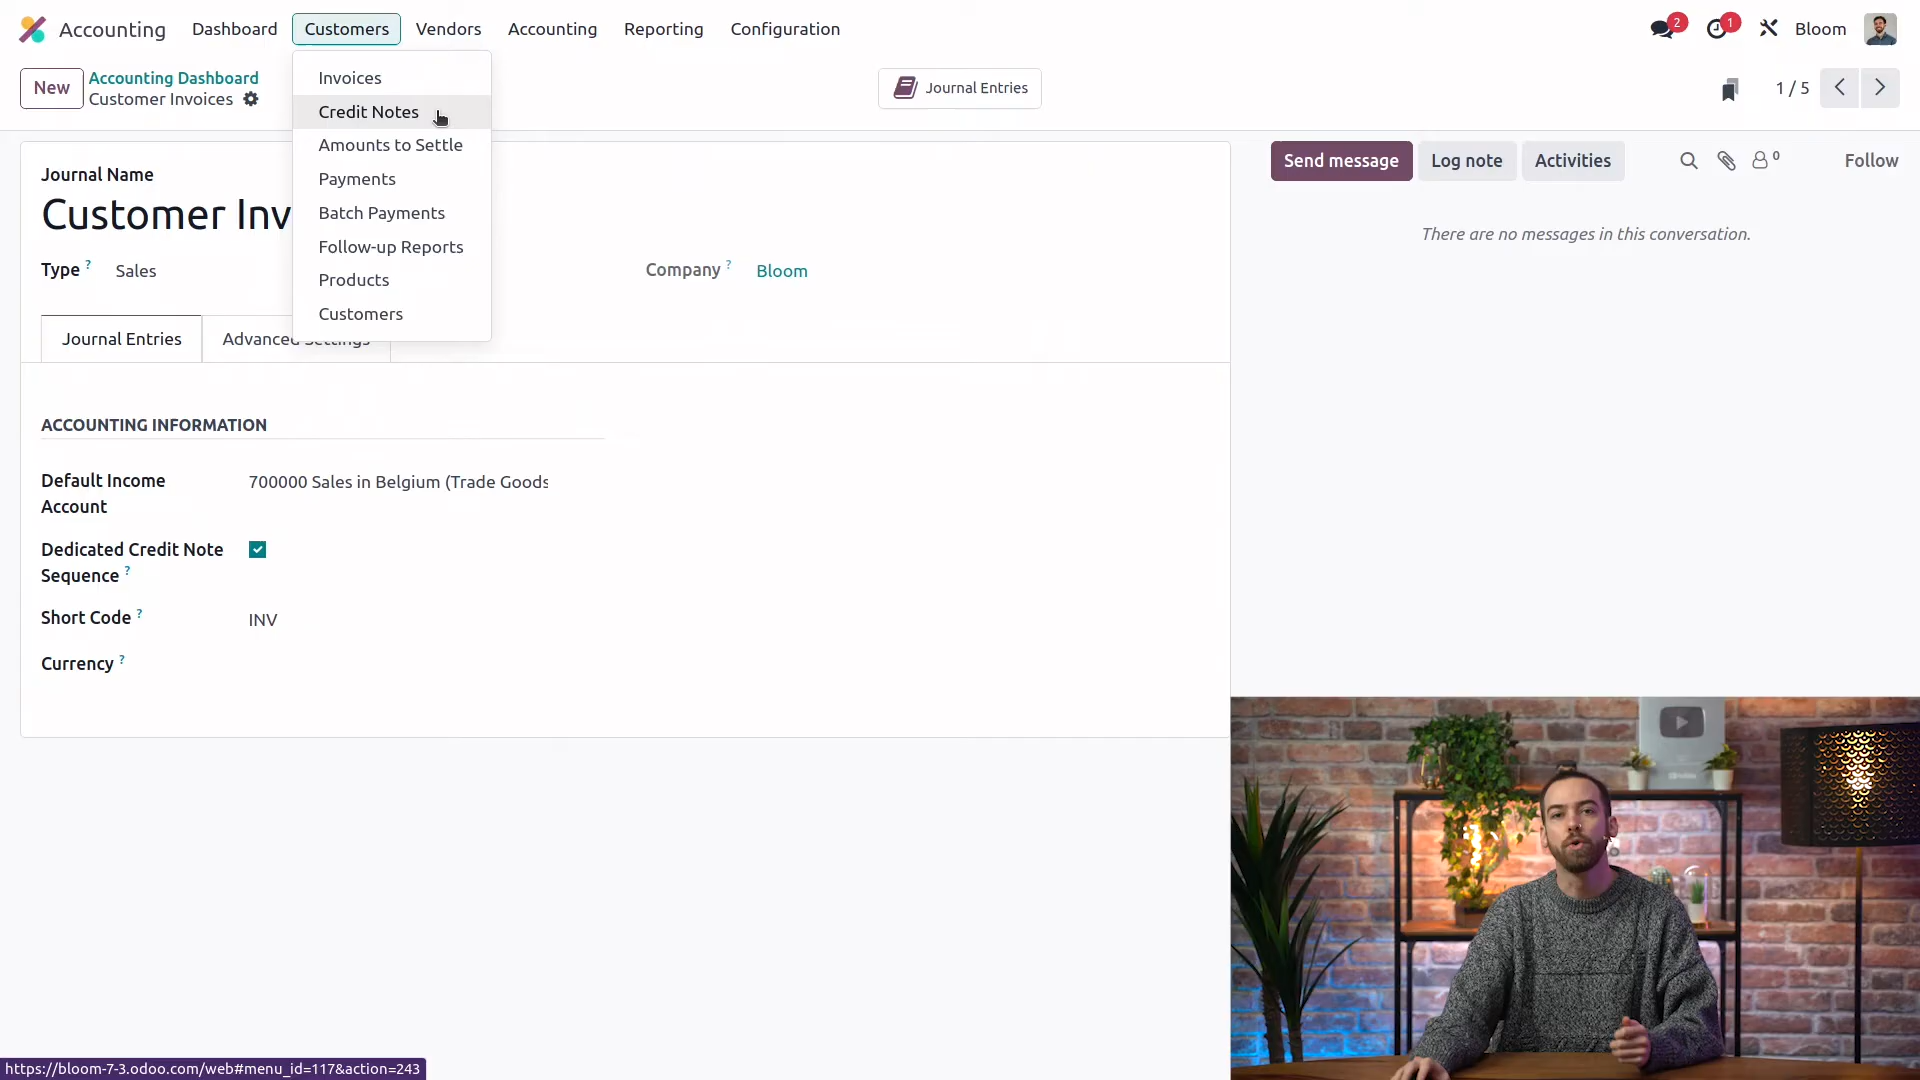 Accounting
Dashboard
Customers
Vendors
Accounting
Reporting
Configuration
2
1
Bloom
New
Accounting Dashboard
Customer Invoices
Journal Entries
1 / 5
Invoices
Credit Notes
Amounts to Settle
Payments
Batch Payments
Follow-up Reports
Products
Customers
Journal Name
Customer Inv
Type ?
Sales
Company ?
Bloom
Journal Entries
Advanced Settings
ACCOUNTING INFORMATION
Default Income
Account
700000 Sales in Belgium (Trade Goods
Dedicated Credit Note
Sequence ?
Short Code ?
INV
Currency ?
Send message
Log note
Activities
0
Follow
There are no messages in this conversation.
https://bloom-7-3.odoo.com/web#menu_id=117&action=243